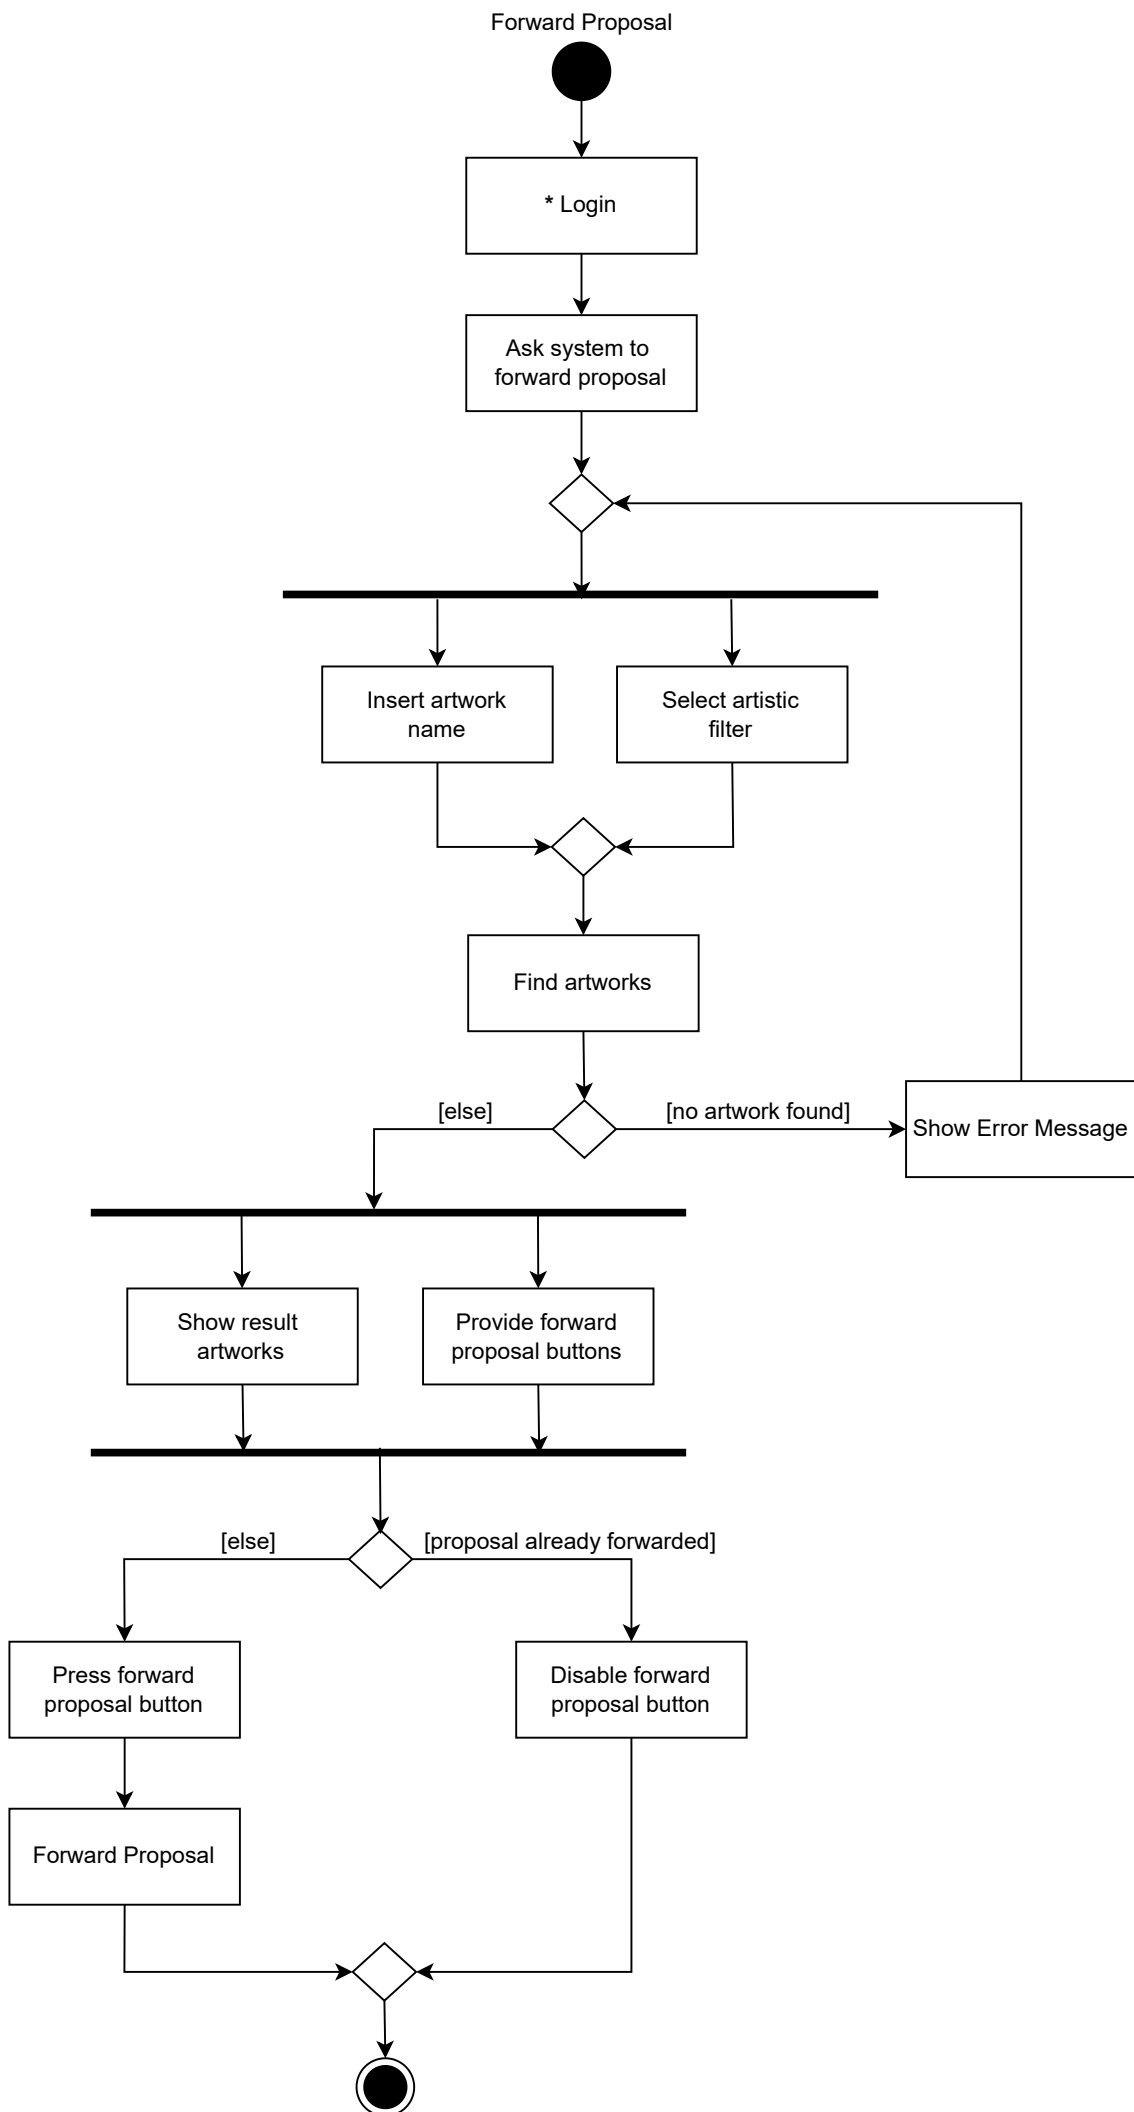 Forward Proposal
* Login
Ask system to
forward proposal
Insert artwork
name
Select artistic
filter
Find artworks
[else]
[no artwork found]
Show Error Message
Show result
artworks
Provide forward
proposal buttons
[else]
[proposal already forwarded]
Press forward
proposal button
Disable forward
proposal button
Forward Proposal